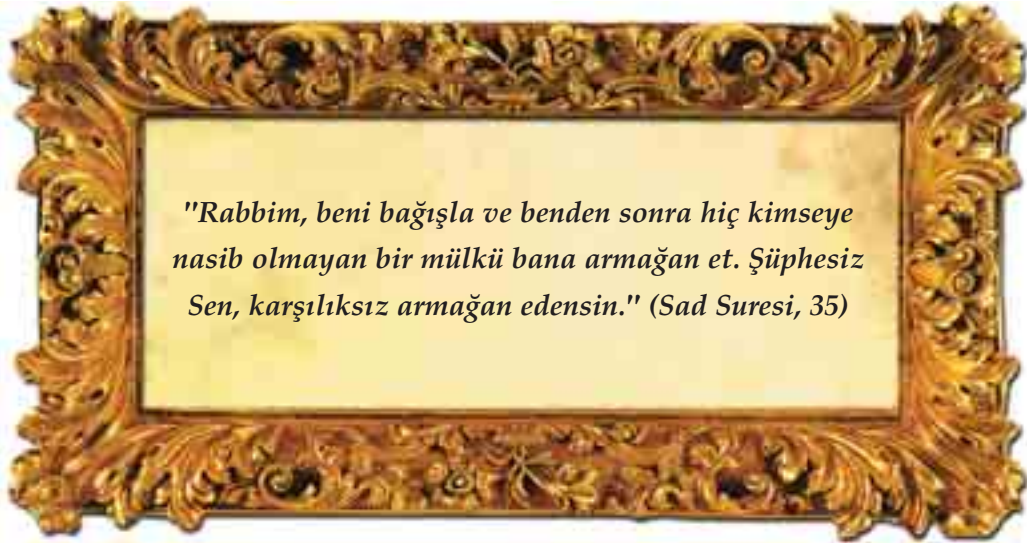 "Rabbim, beni bağışla ve benden sonra hiç kimseye
nasib olmayan bir mülkü bana armağan et. Şüphesiz
Sen, karşılıksız armağan edensin." (Sad Suresi, 35)